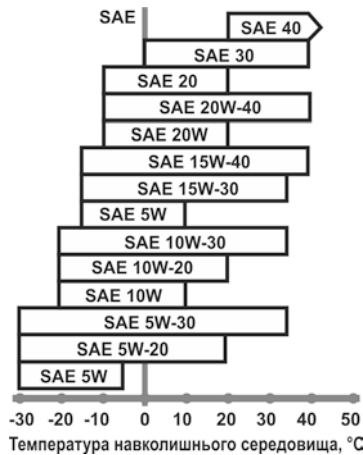 SAE
SAE 40
SAE 30
SAE 20
SAE 20W-40
SAE 20W
SAE 15W-40
SAE 15W-30
SAE 5W
SAE 10W-30
SAE 10W-20
SAE 10W
SAE 5W-30
SAE 5W-20
SAE 5W
-30 -20 -10 0 10 20 30 40 50
Температура навколишнього середовища, °C